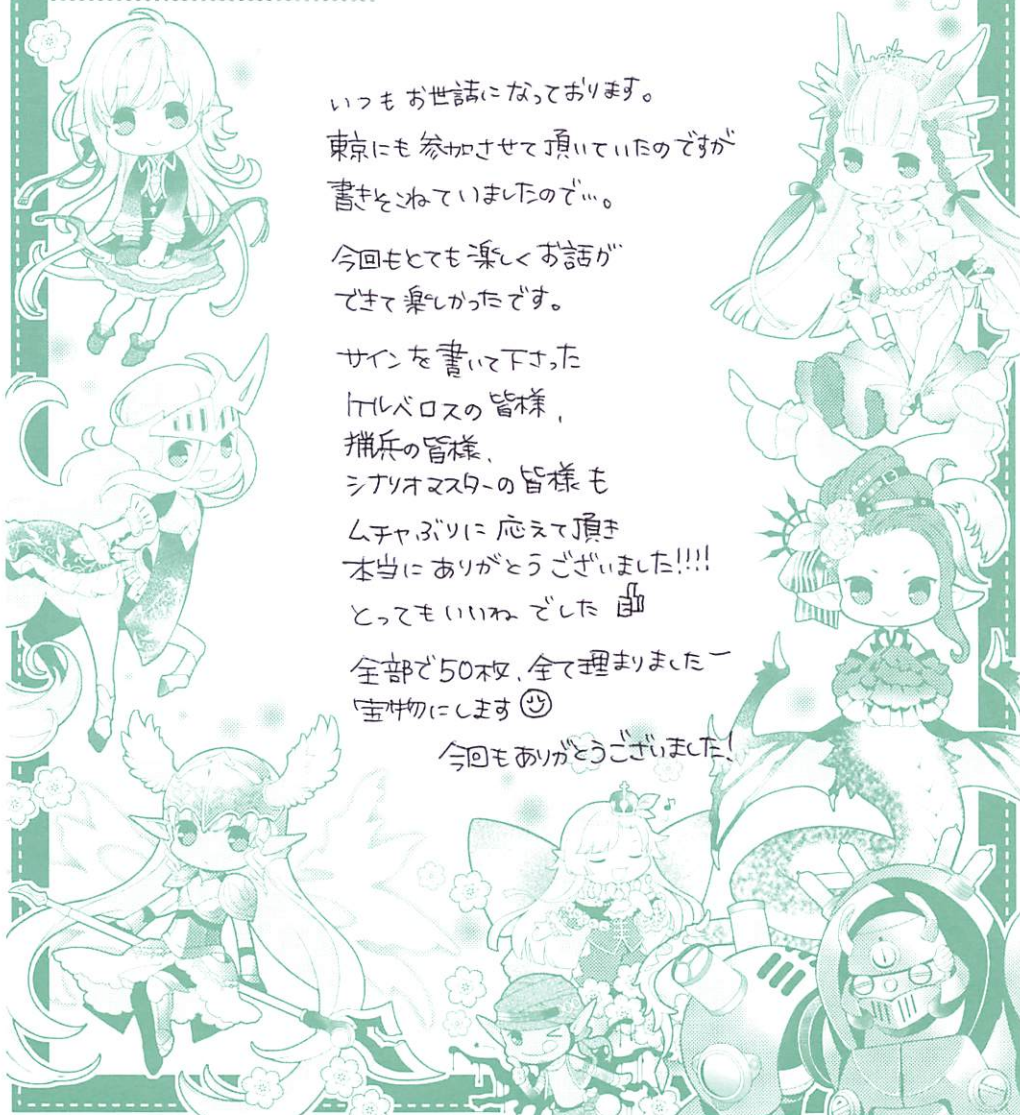 いつもお世話になっております。
東京にも参加させて頂いていたのですが
書きそこねていましたので…。
今回もとても楽しくお話が
できて楽しかったです。
サインを書いて下さった
ケルベロスの皆様、
猟兵の皆様、
シナリオマスターの皆様も
ムチャぶりに応えて頂き
本当にありがとうございました!!!!
とってもいいねでした
全部で50枚、全て埋まりましたー
宝物にします
今回もありがとうございました!